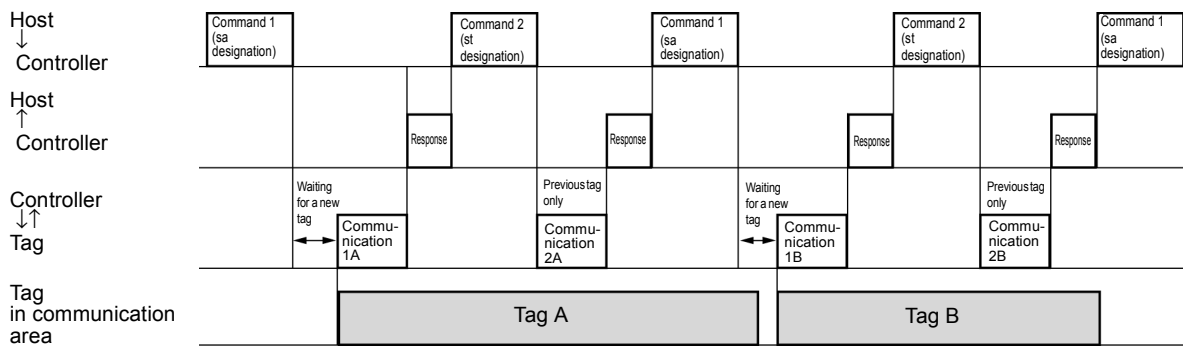 Host
↓
Controller
Command 1
(sa
designation)
Command 2
(st
designation)
Command 1
(sa
designation)
Command 2
(st
designation)
Command 1
(sa
designation)
Host
↑
Controller
Response
Response
Response
Response
Controller
↓↑
Tag
Waiting
for a new
tag
Commu-
nication
1A
Previous tag
only
Commu-
nication
2A
Waiting
for a new
tag
Commu-
nication
1B
Previous tag
only
Commu-
nication
2B
Tag
in communication
area
Tag A
Tag B